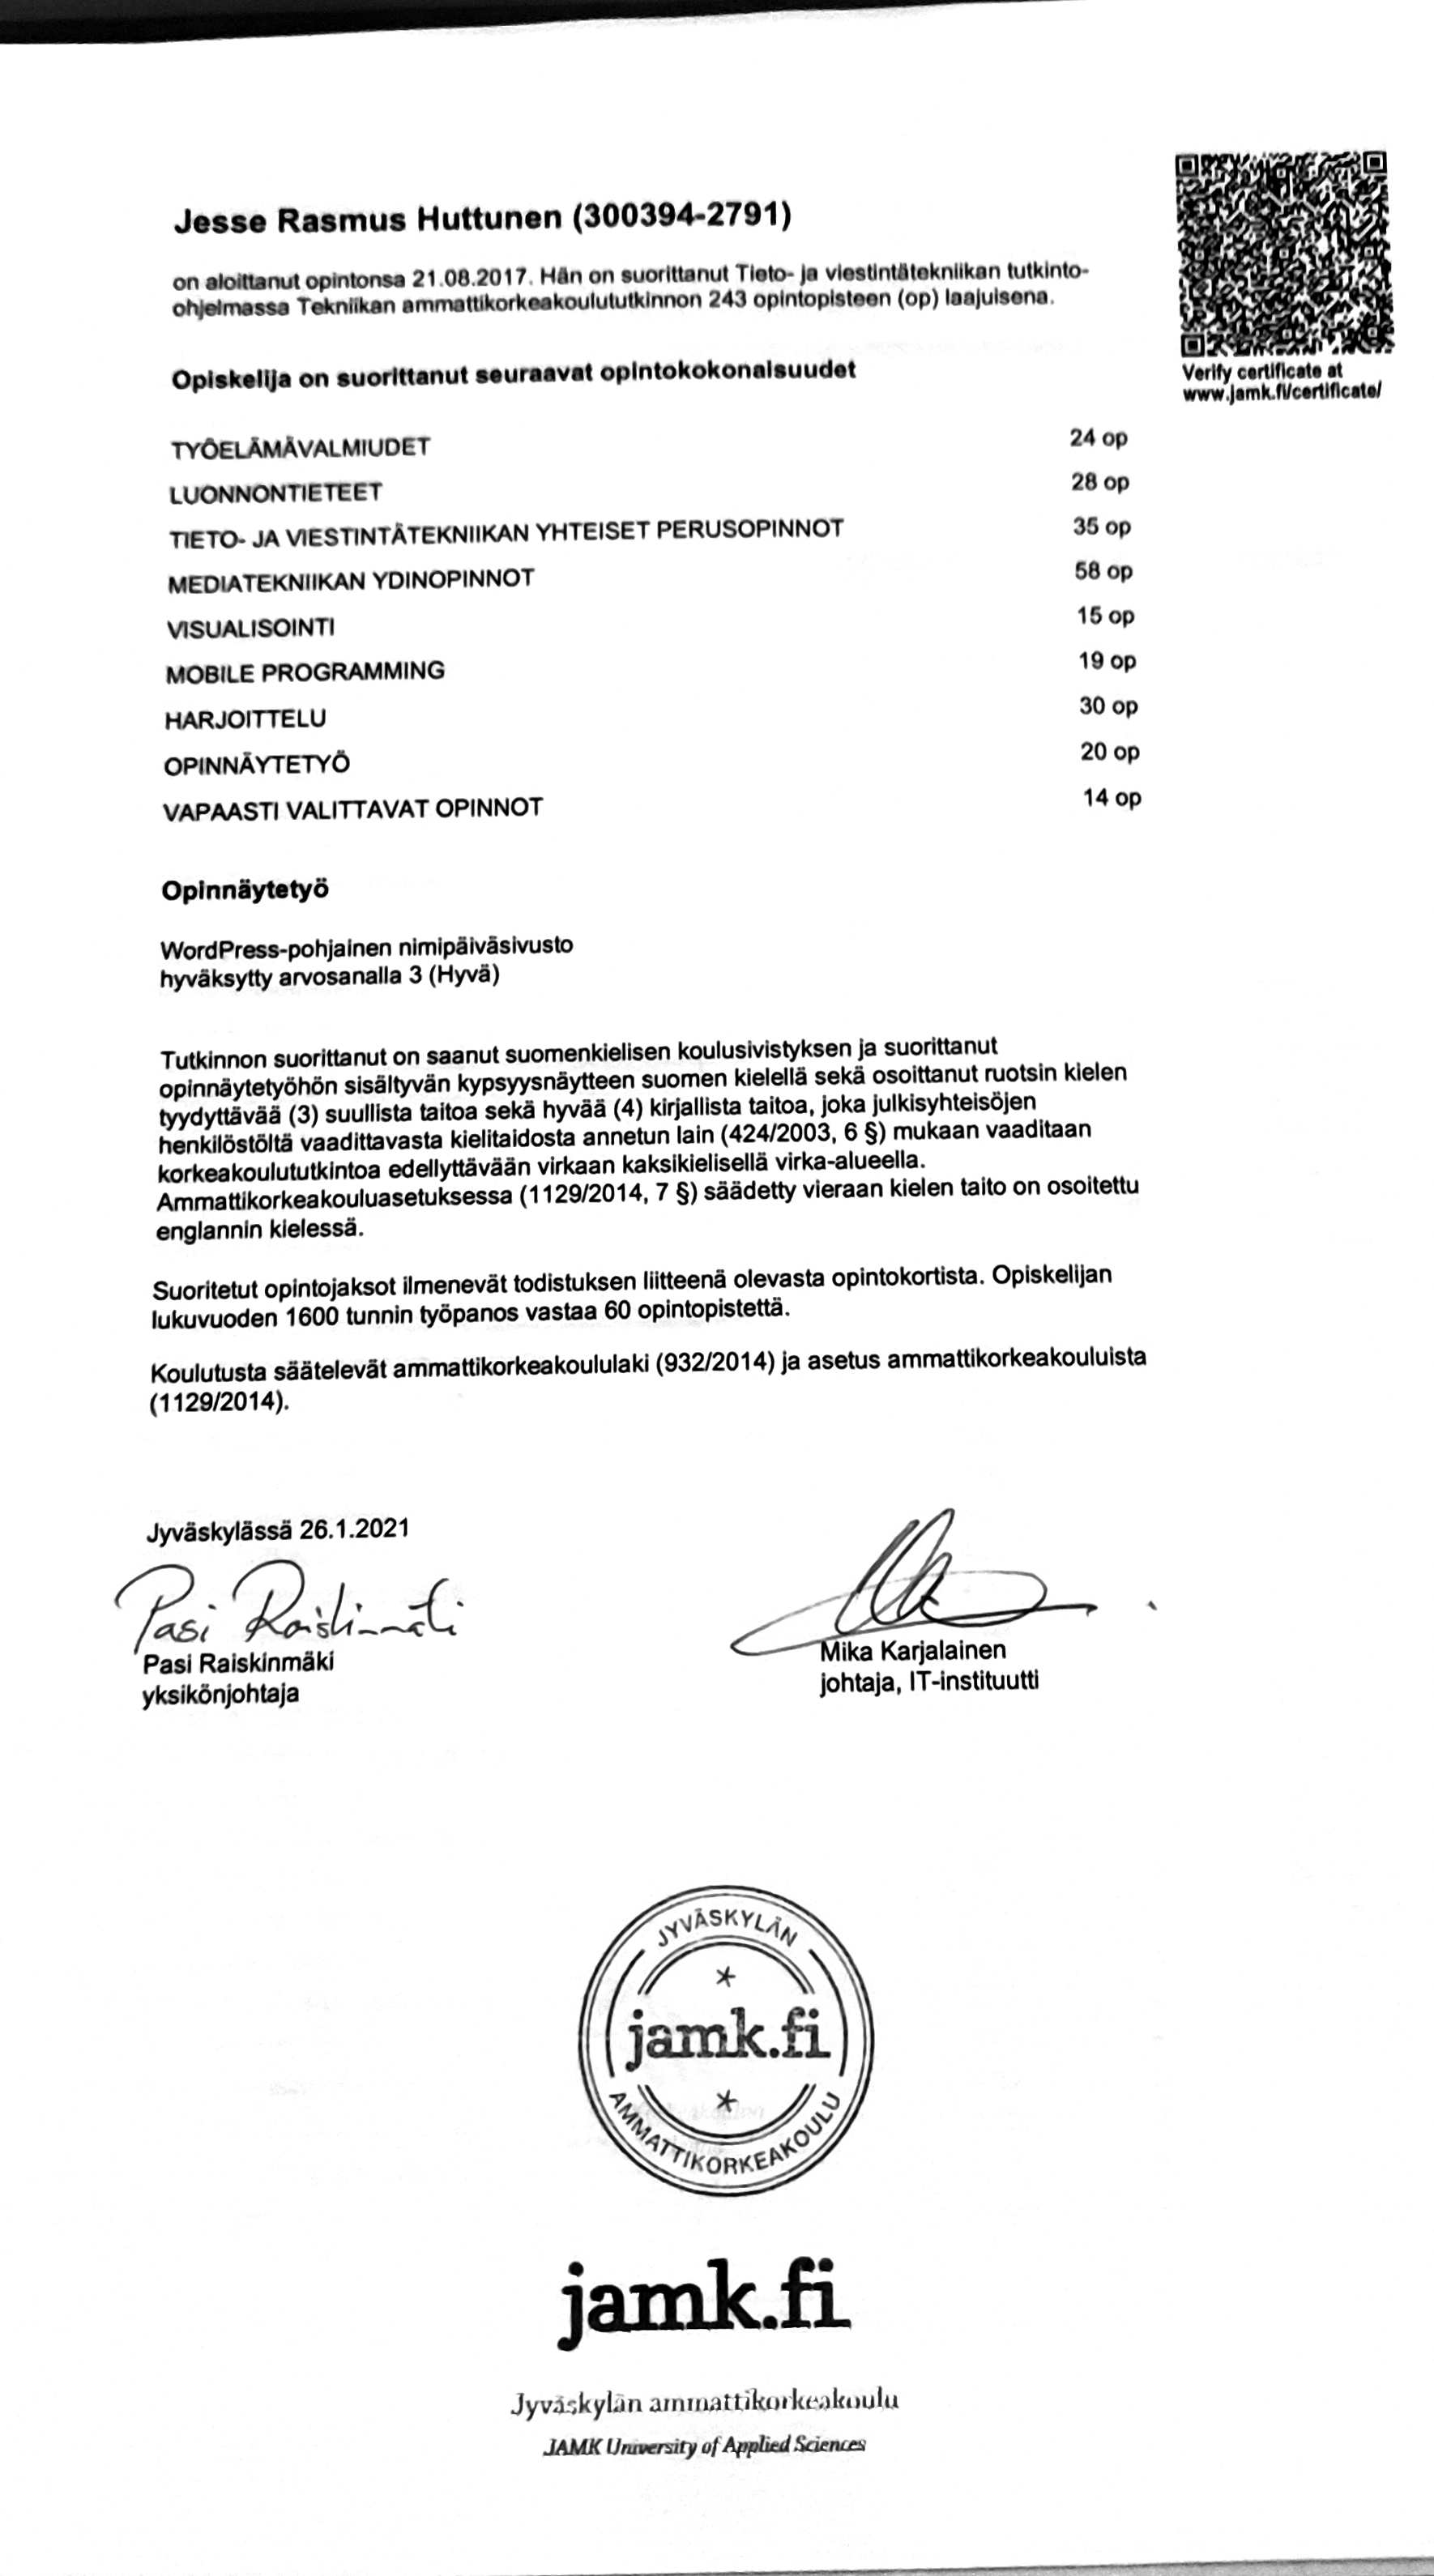 Jesse Rasmus Huttunen (300394-2791)
on aloittanut opintonsa 21.08.2017. Hän on suorittanut Tieto- ja viestintätekniikan tutkinto-
ohjelmassa Tekniikan ammattikorkeakoulututkinnon 243 opintopisteen (op) laajuisena.
Verify certificate at
www.jamk.fi/certificate/
Opiskelija on suorittanut seuraavat opintokokonaisuudet
TYÖELÄMÄVALMIUDET 24 op
LUONNONTIETEET 28 op
TIETO- JA VIESTINTÄTEKNIIKAN YHTEISET PERUSOPINNOT 35 op
MEDIATEKNIIKAN YDINOPINNOT 58 op
VISUALISOINTI 15 op
MOBILE PROGRAMMING 19 op
HARJOITTELU 30 op
OPINNÄYTETYÖ 20 op
VAPAASTI VALITTAVAT OPINNOT 14 op
Opinnäytetyö
WordPress-pohjainen nimipäiväsivusto
hyväksytty arvosanalla 3 (Hyvä)
Tutkinnon suorittanut on saanut suomenkielisen koulusivistyksen ja suorittanut
opinnäytetyöhön sisältyvän kypsyysnäytteen suomen kielellä sekä osoittanut ruotsin kielen
tyydyttävää (3) suullista taitoa sekä hyvää (4) kirjallista taitoa, joka julkisyhteisöjen
henkilöstöltä vaadittavasta kielitaidosta annetun lain (424/2003, 6 §) mukaan vaaditaan
korkeakoulututkintoa edellyttävään virkaan kaksikielisellä virka-alueella.
Ammattikorkeakouluasetuksessa (1129/2014, 7 §) säädetty vieraan kielen taito on osoitettu
englannin kielessä.
Suoritetut opintojaksot ilmenevät todistuksen liitteenä olevasta opintokortista. Opiskelijan
lukuvuoden 1600 tunnin työpanos vastaa 60 opintopistettä.
Koulutusta säätelevät ammattikorkeakoululaki (932/2014) ja asetus ammattikorkeakouluista
(1129/2014).
Jyväskylässä 26.1.2021
Pasi Raiskinmäki
Pasi Raiskinmäki
yksikönjohtaja
Mika Karjalainen
johtaja, IT-instituutti
JYVÄSKYLÄN
jamk.fi
AMMATTIKORKEAKOULU
jamk.fi
Jyväskylän ammattikorkeakoulu
JAMK University of Applied Sciences